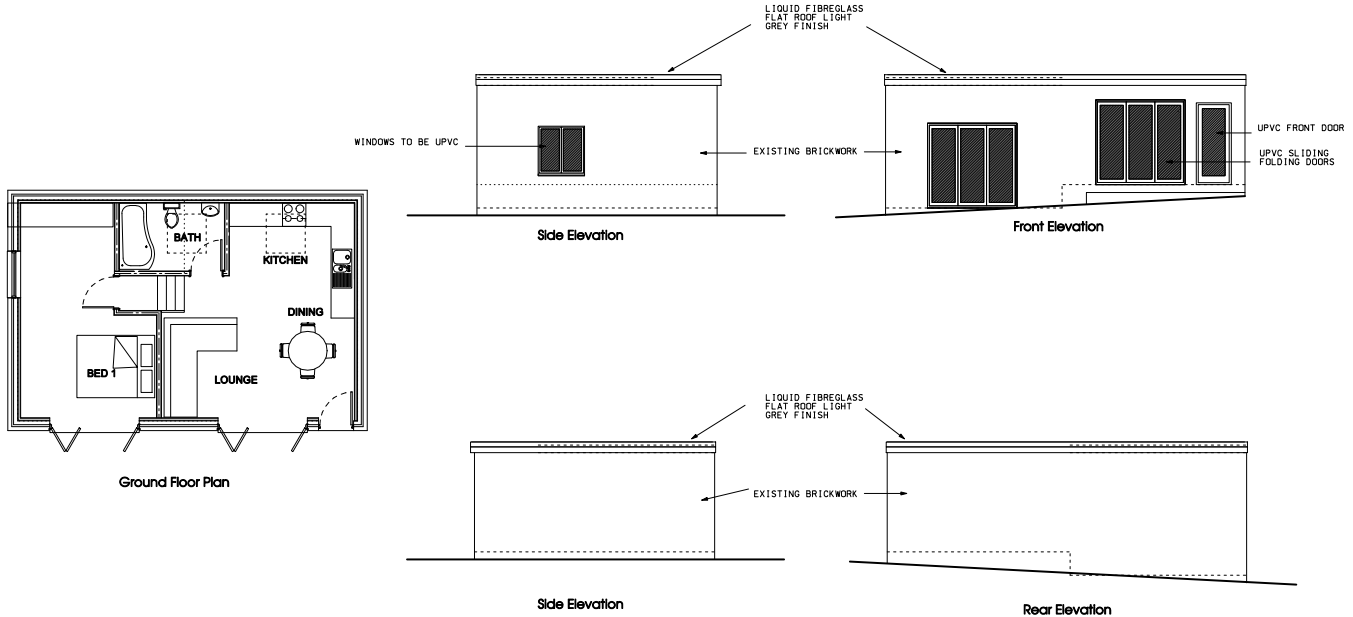 LIQUID FIBREGLASS
FLAT ROOF LIGHT
GREY FINISH
WINDOWS TO BE UPVC
EXISTING BRICKWORK
UPVC FRONT DOOR
UPVC SLIDING
FOLDING DOORS
Side Elevation
Front Elevation
BATH
KITCHEN
DINING
BED 1
LOUNGE
Ground Floor Plan
LIQUID FIBREGLASS
FLAT ROOF LIGHT
GREY FINISH
EXISTING BRICKWORK
Side Elevation
Rear Elevation